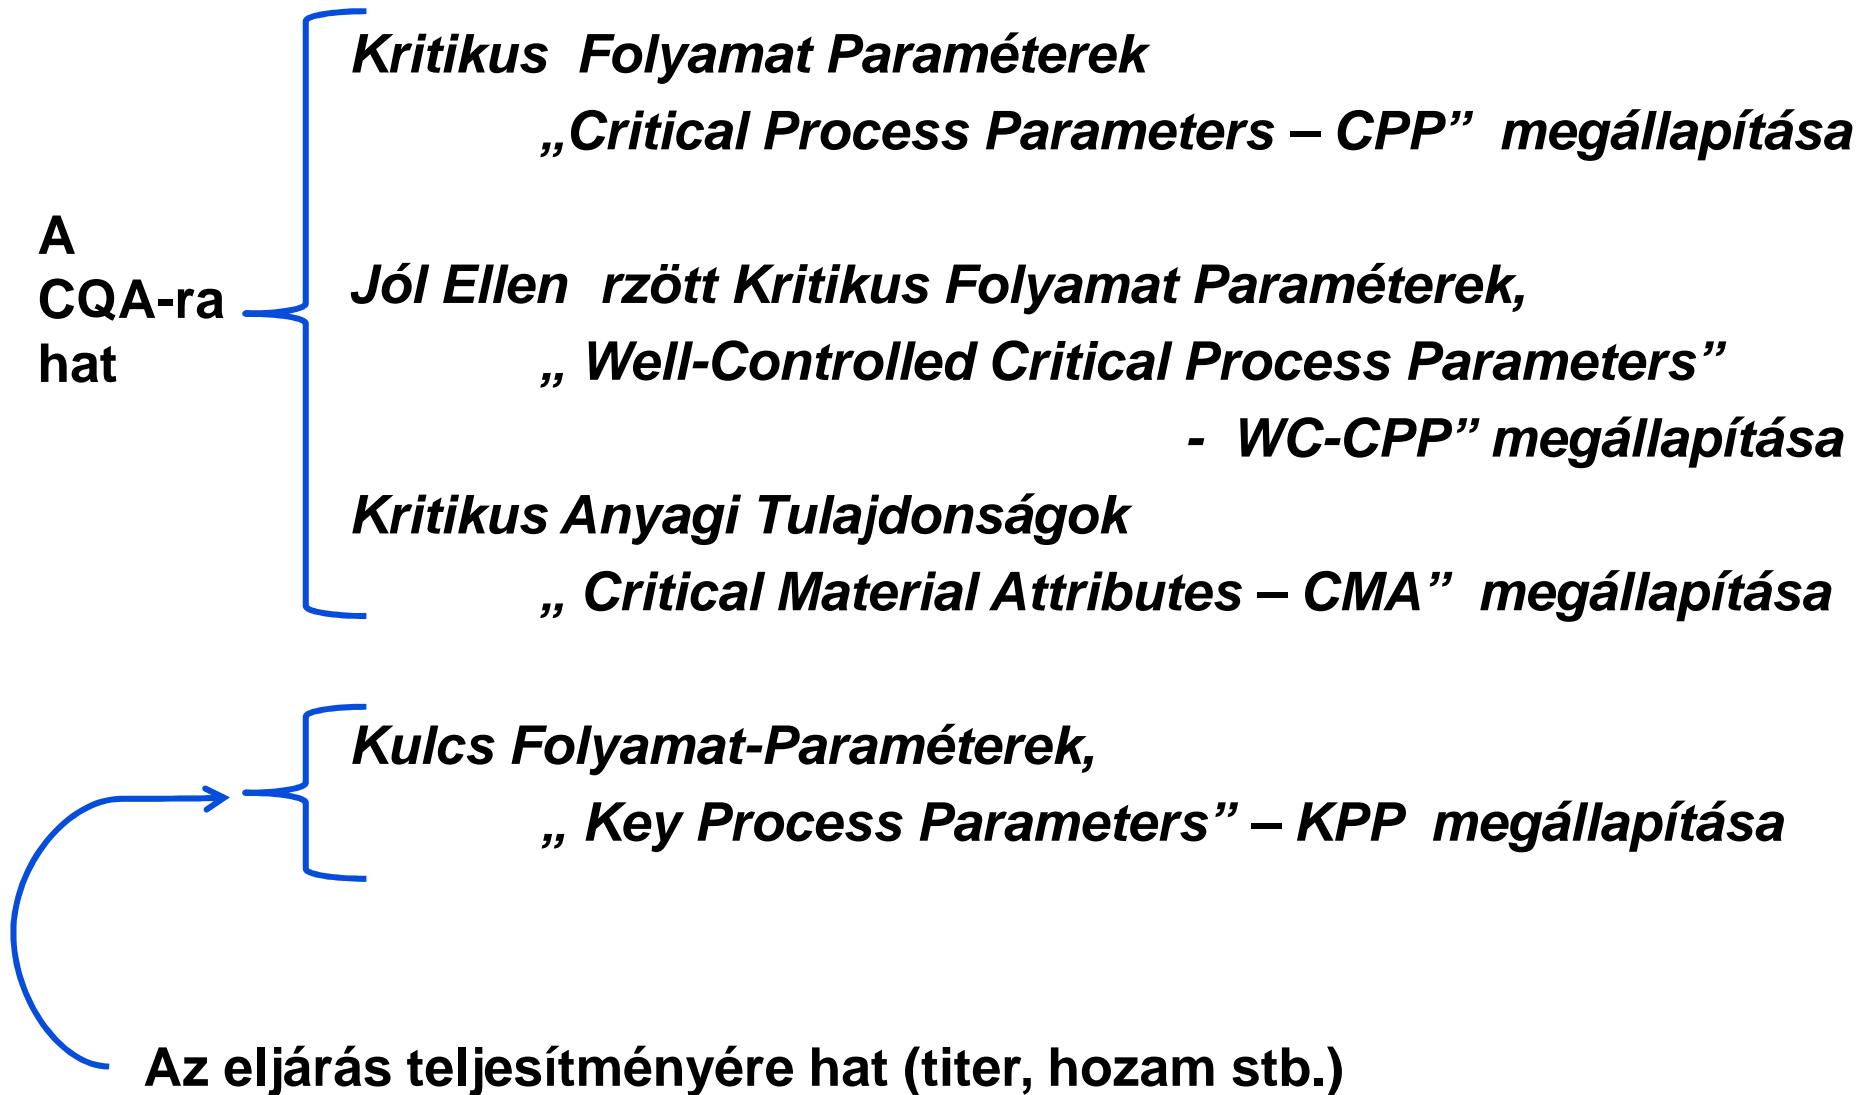 Kritikus Folyamat Paraméterek
„Critical Process Parameters – CPP” megállapítása
A
CQA-ra
hat
Jól Ellen rzött Kritikus Folyamat Paraméterek,
„ Well-Controlled Critical Process Parameters”
- WC-CPP” megállapítása
Kritikus Anyagi Tulajdonságok
„ Critical Material Attributes – CMA” megállapítása
Kulcs Folyamat-Paraméterek,
„ Key Process Parameters” – KPP megállapítása
Az eljárás teljesítményére hat (titer, hozam stb.)